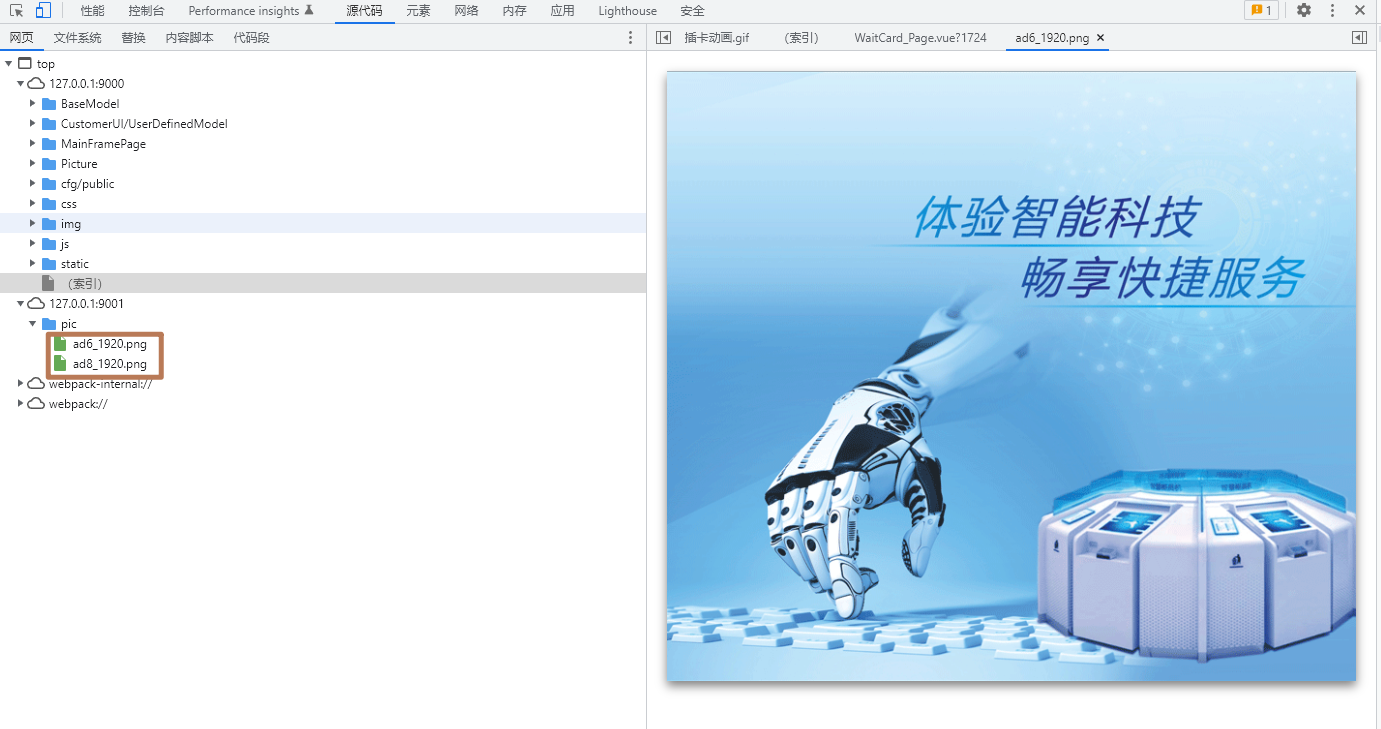 性能 控制台 Performance insights 源代码 元素 网络 内存 应用 Lighthouse 安全 1
网页 文件系统 替换 内容脚本 代码段
插卡动画.gif （索引） WaitCard_Page.vue?1724 ad6_1920.png ×
top
127.0.0.1:9000
BaseModel
CustomerUI/UserDefinedModel
MainFramePage
Picture
cfg/public
css
img
js
static
（索引）
127.0.0.1:9001
pic
ad6_1920.png
ad8_1920.png
webpack-internal://
webpack://
体验智能科技
畅享快捷服务